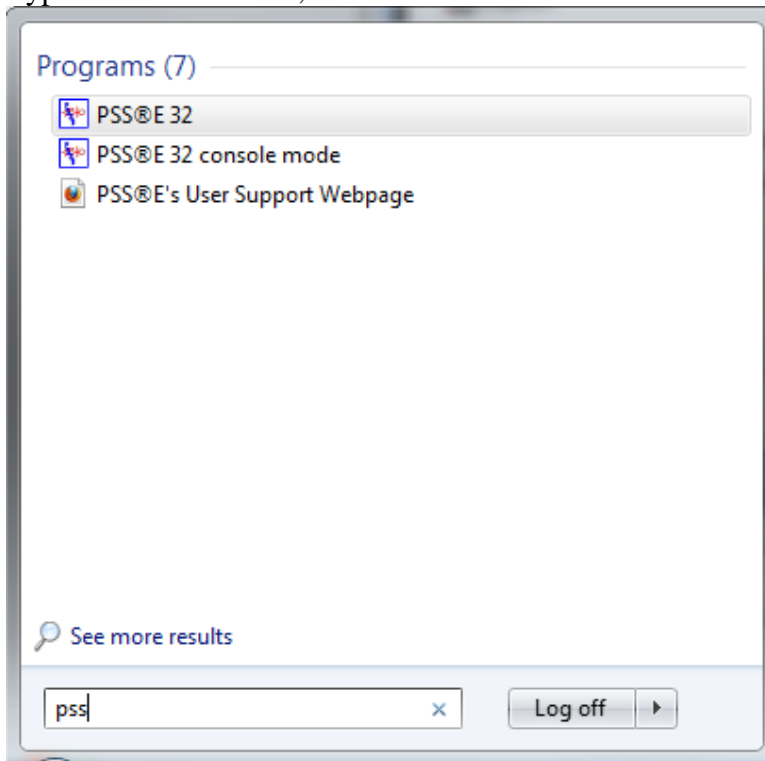 Programs (7)
PSS®E 32
PSS®E 32 console mode
PSS®E's User Support Webpage
See more results
pss
Log off